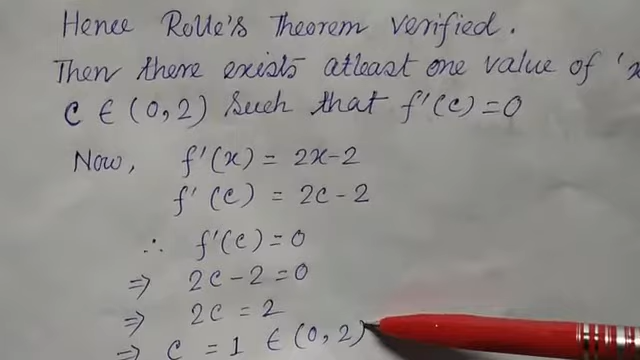 Hence Rolle's Theorem verified.
Then there exists atleast one value of 'x
C ∈ (0, 2) such that f'(c) = 0
Now, f'(x) = 2x-2
f'(c) = 2c-2
∴ f'(c) = 0
⇒ 2c-2=0
⇒ 2c = 2
⇒ c = 1 ∈ (0, 2)